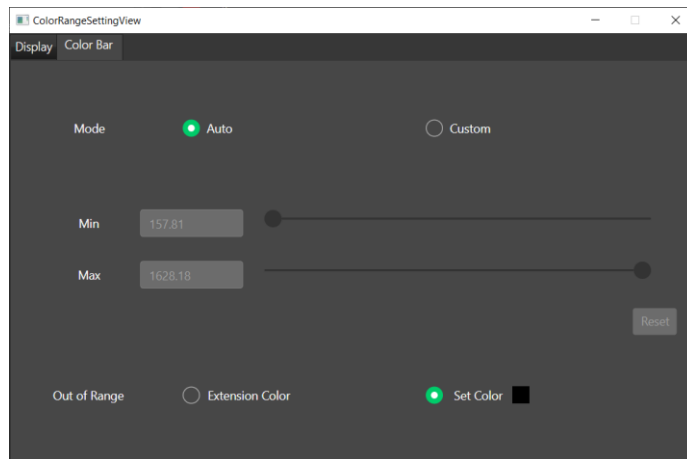 ColorRangeSettingView
Display Color Bar
Mode Auto Custom
Min 157.81
Max 1628.18
Reset
Out of Range Extension Color Set Color